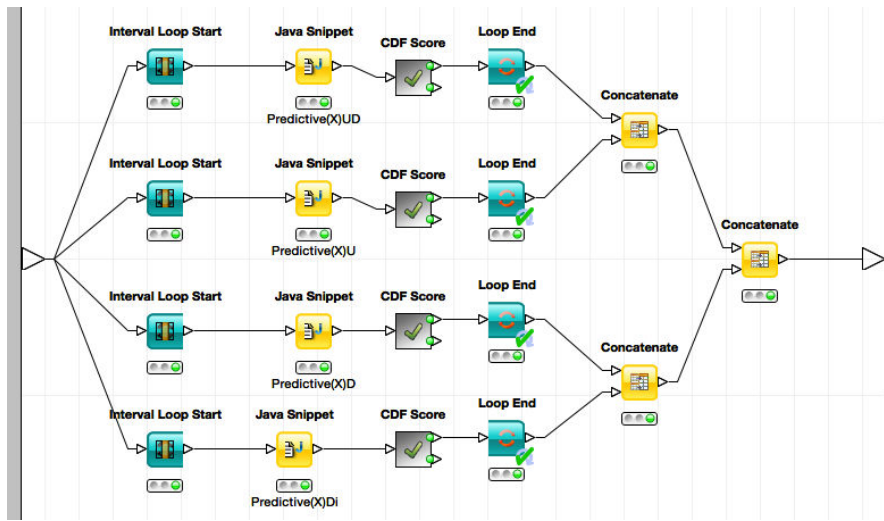 Interval Loop Start
Java Snippet
CDF Score
Loop End
Predictive(X)UD
Concatenate
Interval Loop Start
Java Snippet
CDF Score
Loop End
Predictive(X)U
Concatenate
Interval Loop Start
Java Snippet
CDF Score
Loop End
Predictive(X)D
Concatenate
Interval Loop Start
Java Snippet
CDF Score
Loop End
Predictive(X)Di